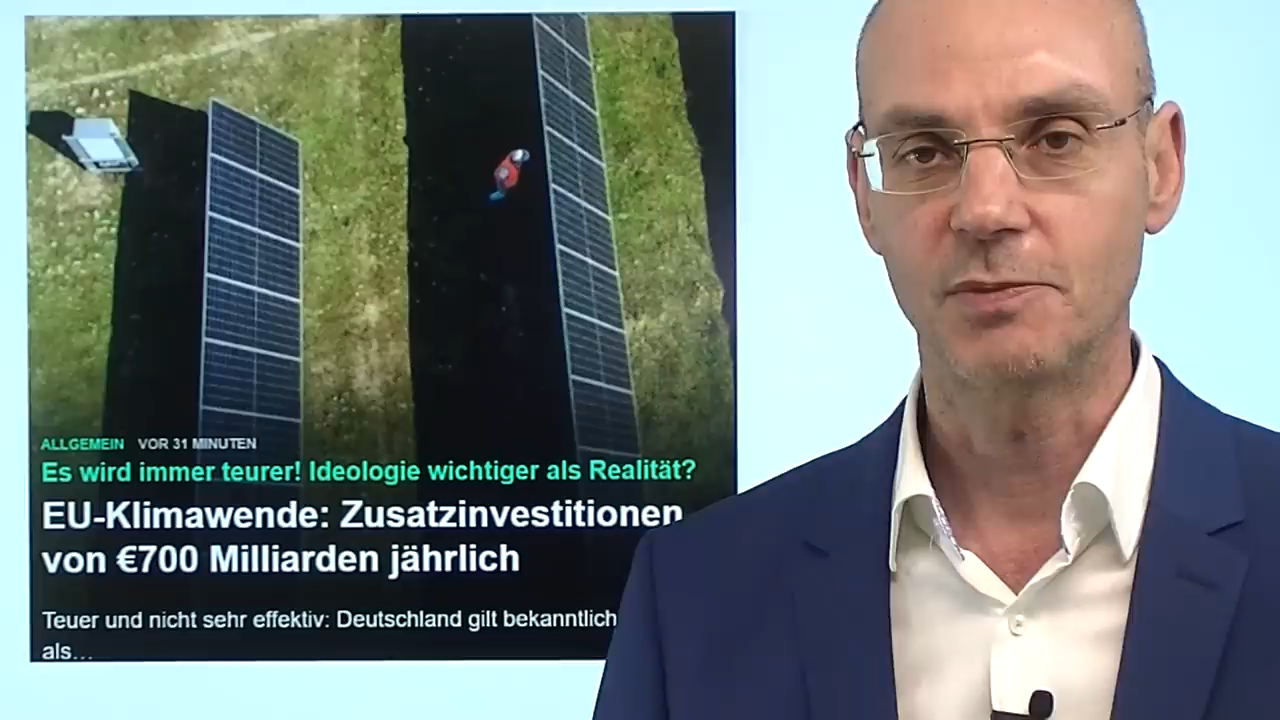 ALLGEMEIN VOR 31 MINUTEN
Es wird immer teurer! Ideologie wichtiger als Realität?
EU-Klimawende: Zusatzinvestitionen
von €700 Milliarden jährlich
Teuer und nicht sehr effektiv: Deutschland gilt bekanntlich
als...